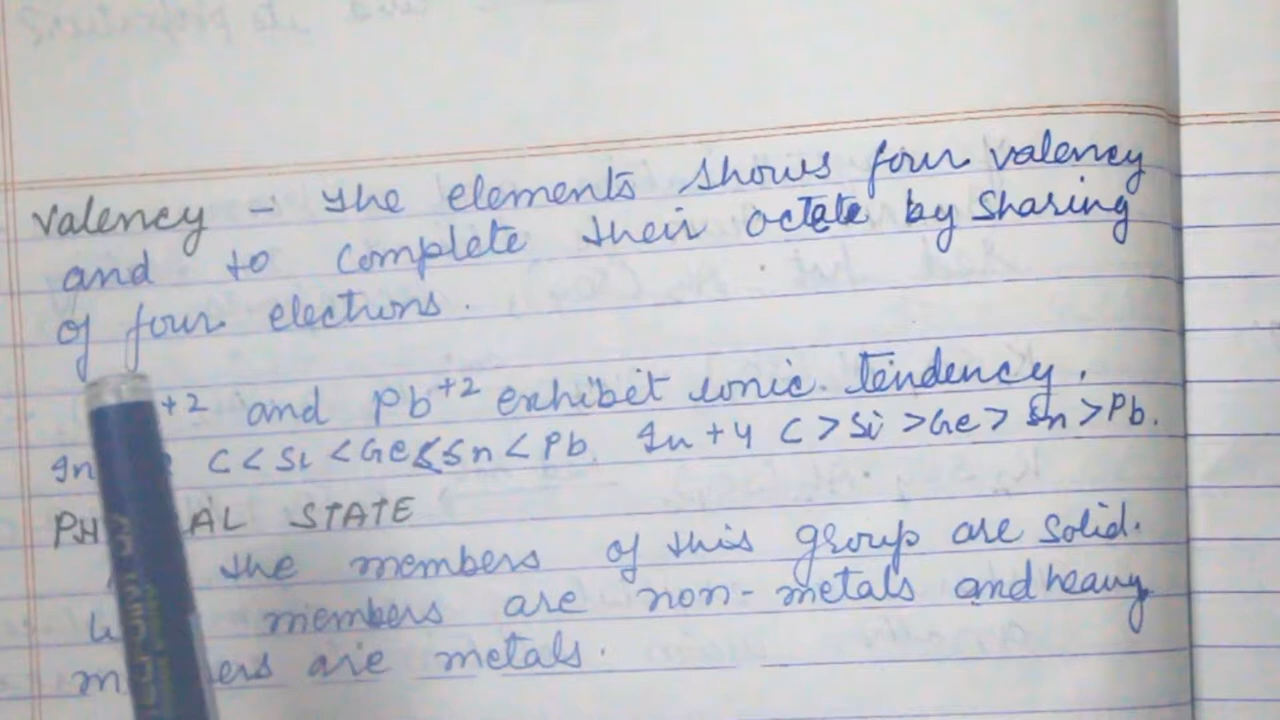 Valency - The elements shows four valency
and to complete their octate by sharing
of four electrons.
+2 and Pb+2 exhibit ionic tendency.
In C < Si < Ge < Sn < Pb. In +4 C > Si > Ge > Sn > Pb.
PH AL STATE
the members of this group are solid.
members are non-metals and heavy
m ers are metals.